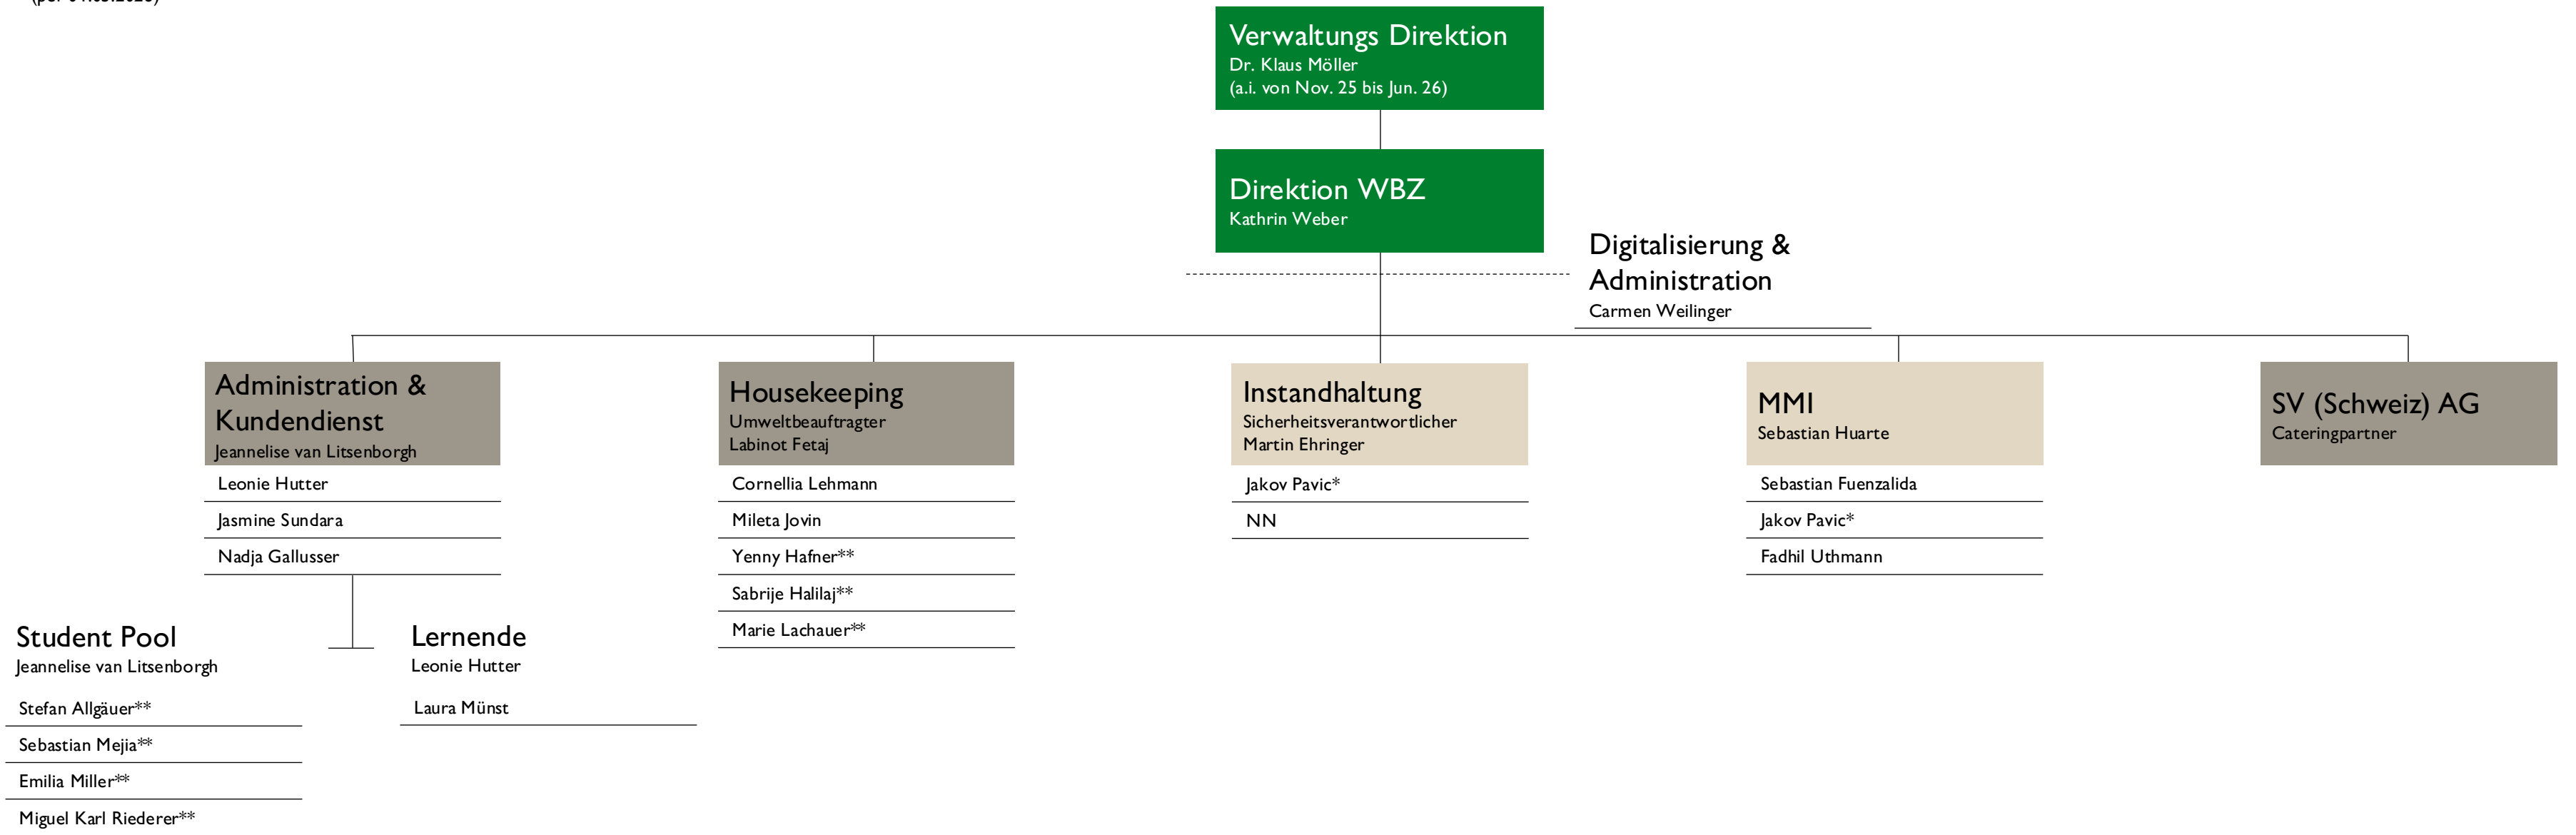 Verwaltungs Direktion
Dr. Klaus Möller
(a.i. von Nov. 25 bis Jun. 26)
Direktion WBZ
Kathrin Weber
Digitalisierung &
Administration
Carmen Weilinger
Administration &
Kundendienst
Jeannelise van Litsenborgh
Leonie Hutter
Jasmine Sundara
Nadja Gallusser
Student Pool
Jeannelise van Litsenborgh
Stefan Allgäuer**
Sebastian Mejia**
Emilia Miller**
Miguel Karl Riederer**
Lernende
Leonie Hutter
Laura Münst
Housekeeping
Umweltbeauftragter
Labinot Fetaj
Cornellia Lehmann
Mileta Jovin
Yenny Hafner**
Sabrije Halilaj**
Marie Lachauer**
Instandhaltung
Sicherheitsverantwortlicher
Martin Ehringer
Jakov Pavic*
NN
MMI
Sebastian Huarte
Sebastian Fuenzalida
Jakov Pavic*
Fadhil Uthmann
SV (Schweiz) AG
Cateringpartner